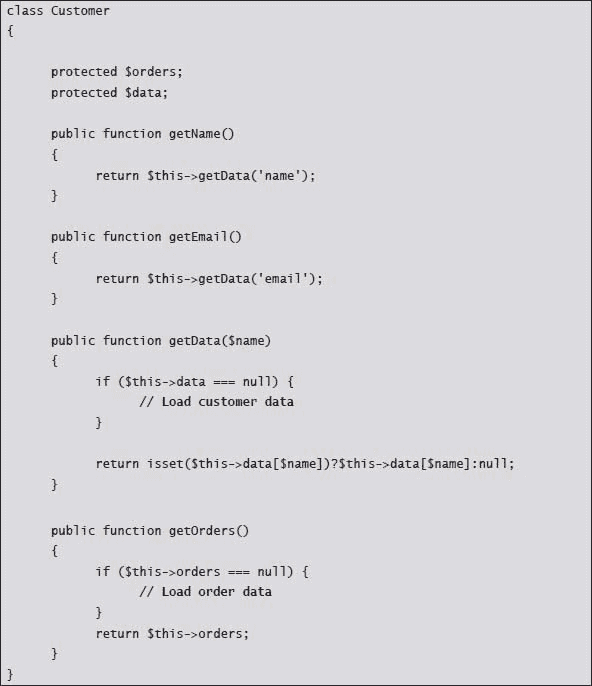 class Customer
{
protected $orders;
protected $data;
public function getName()
{
return $this->getData('name');
}
public function getEmail()
{
return $this->getData('email');
}
public function getData($name)
{
if ($this->data === null) {
// Load customer data
}
return isset($this->data[$name])?$this->data[$name]:null;
}
public function getOrders()
{
if ($this->orders === null) {
// Load order data
}
return $this->orders;
}
}